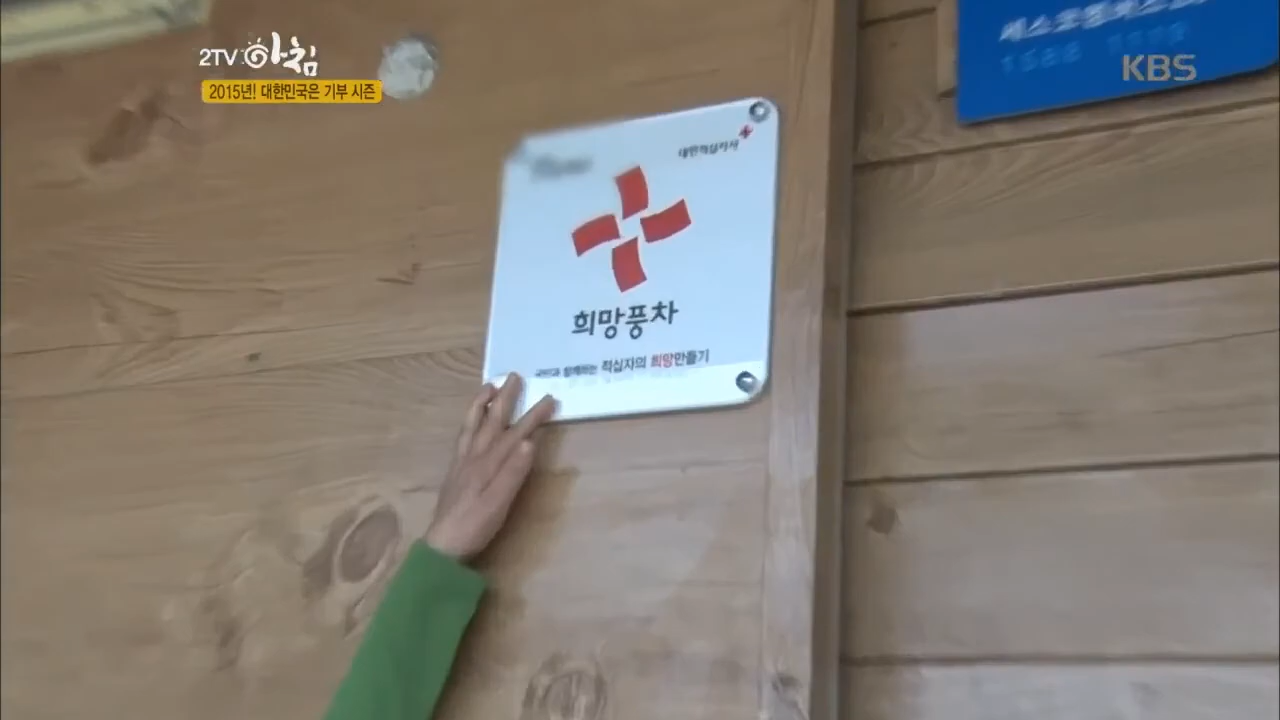 2TV 아침
2015년! 대한민국은 기부 시즌
KBS
대한적십자사
희망풍차
국민과 함께하는 적십자의 희망만들기